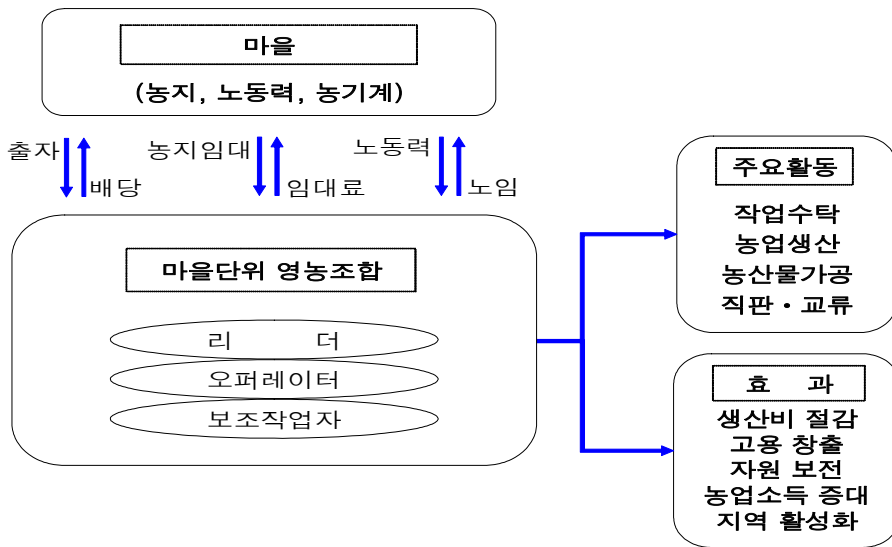 마을
(농지, 노동력, 농기계)
출자
배당
농지임대
임대료
노동력
노임
마을단위 영농조합
리 더
오퍼레이터
보조작업자
주요활동
작업수탁
농업생산
농산물가공
직판・교류
효 과
생산비 절감
고용 창출
자원 보전
농업소득 증대
지역 활성화